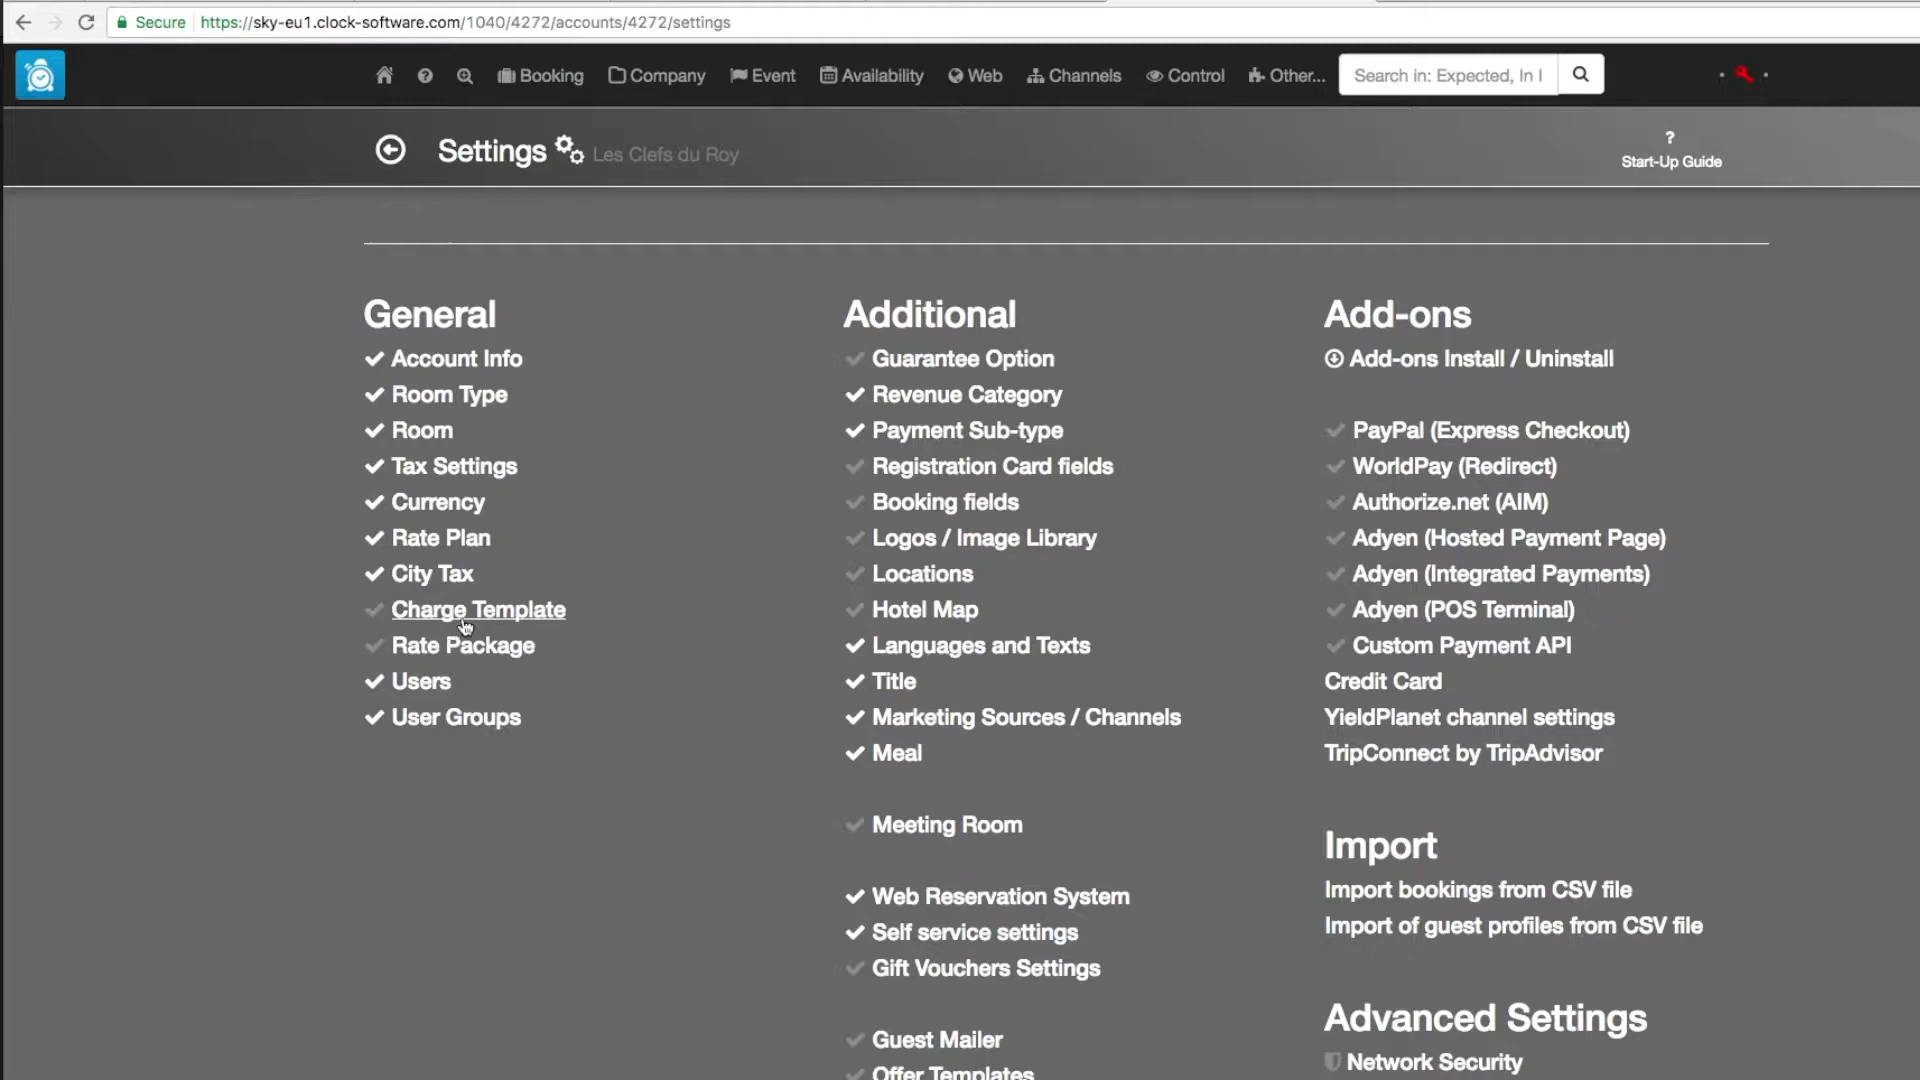 Secure
https://sky-eu1.clock-software.com/1040/4272/accounts/4272/settings
Booking
Company
Event
Availability
Web
Channels
Control
Other...
Search in: Expected, In I
Settings
Les Clefs du Roy
?
Start-Up Guide
General
Account Info
Room Type
Room
Tax Settings
Currency
Rate Plan
City Tax
Charge Template
Rate Package
Users
User Groups
Additional
Guarantee Option
Revenue Category
Payment Sub-type
Registration Card fields
Booking fields
Logos / Image Library
Locations
Hotel Map
Languages and Texts
Title
Marketing Sources / Channels
Meal
Meeting Room
Web Reservation System
Self service settings
Gift Vouchers Settings
Guest Mailer
Offer Templates
Add-ons
Add-ons Install / Uninstall
PayPal (Express Checkout)
WorldPay (Redirect)
Authorize.net (AIM)
Adyen (Hosted Payment Page)
Adyen (Integrated Payments)
Adyen (POS Terminal)
Custom Payment API
Credit Card
YieldPlanet channel settings
TripConnect by TripAdvisor
Import
Import bookings from CSV file
Import of guest profiles from CSV file
Advanced Settings
Network Security